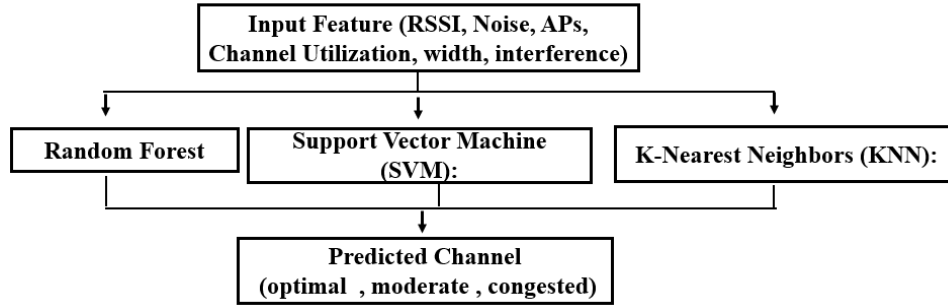 Input Feature (RSSI, Noise, APs,
Channel Utilization, width, interference)
Random Forest
Support Vector Machine
(SVM):
K-Nearest Neighbors (KNN):
Predicted Channel
(optimal , moderate , congested)